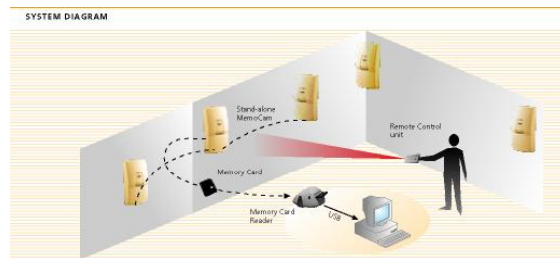 SYSTEM DIAGRAM
Stand-alone
MemoCam
Remote Control
unit
Memory Card
Memory Card
Reader
USB